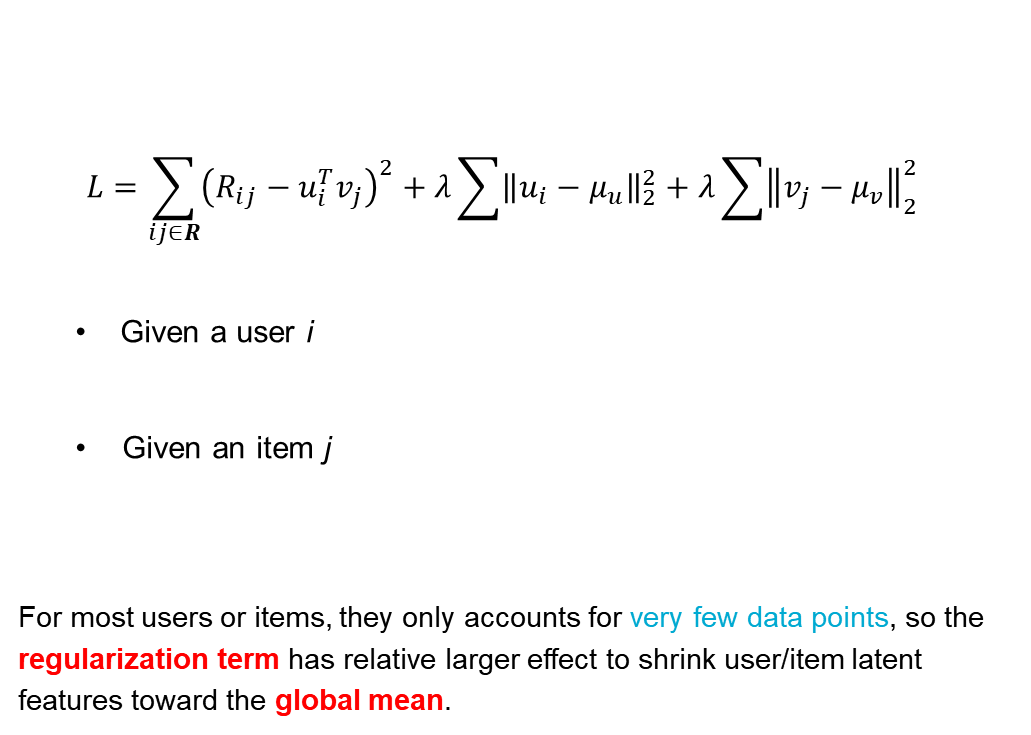 L = ∑_{ij∈R} (R_{ij} − u_i^T v_j)^2 + λ ∑ ‖u_i − μ_u‖_2^2 + λ ∑ ‖v_j − μ_v‖_2^2
• Given a user i
• Given an item j
For most users or items, they only accounts for very few data points, so the
regularization term has relative larger effect to shrink user/item latent
features toward the global mean.